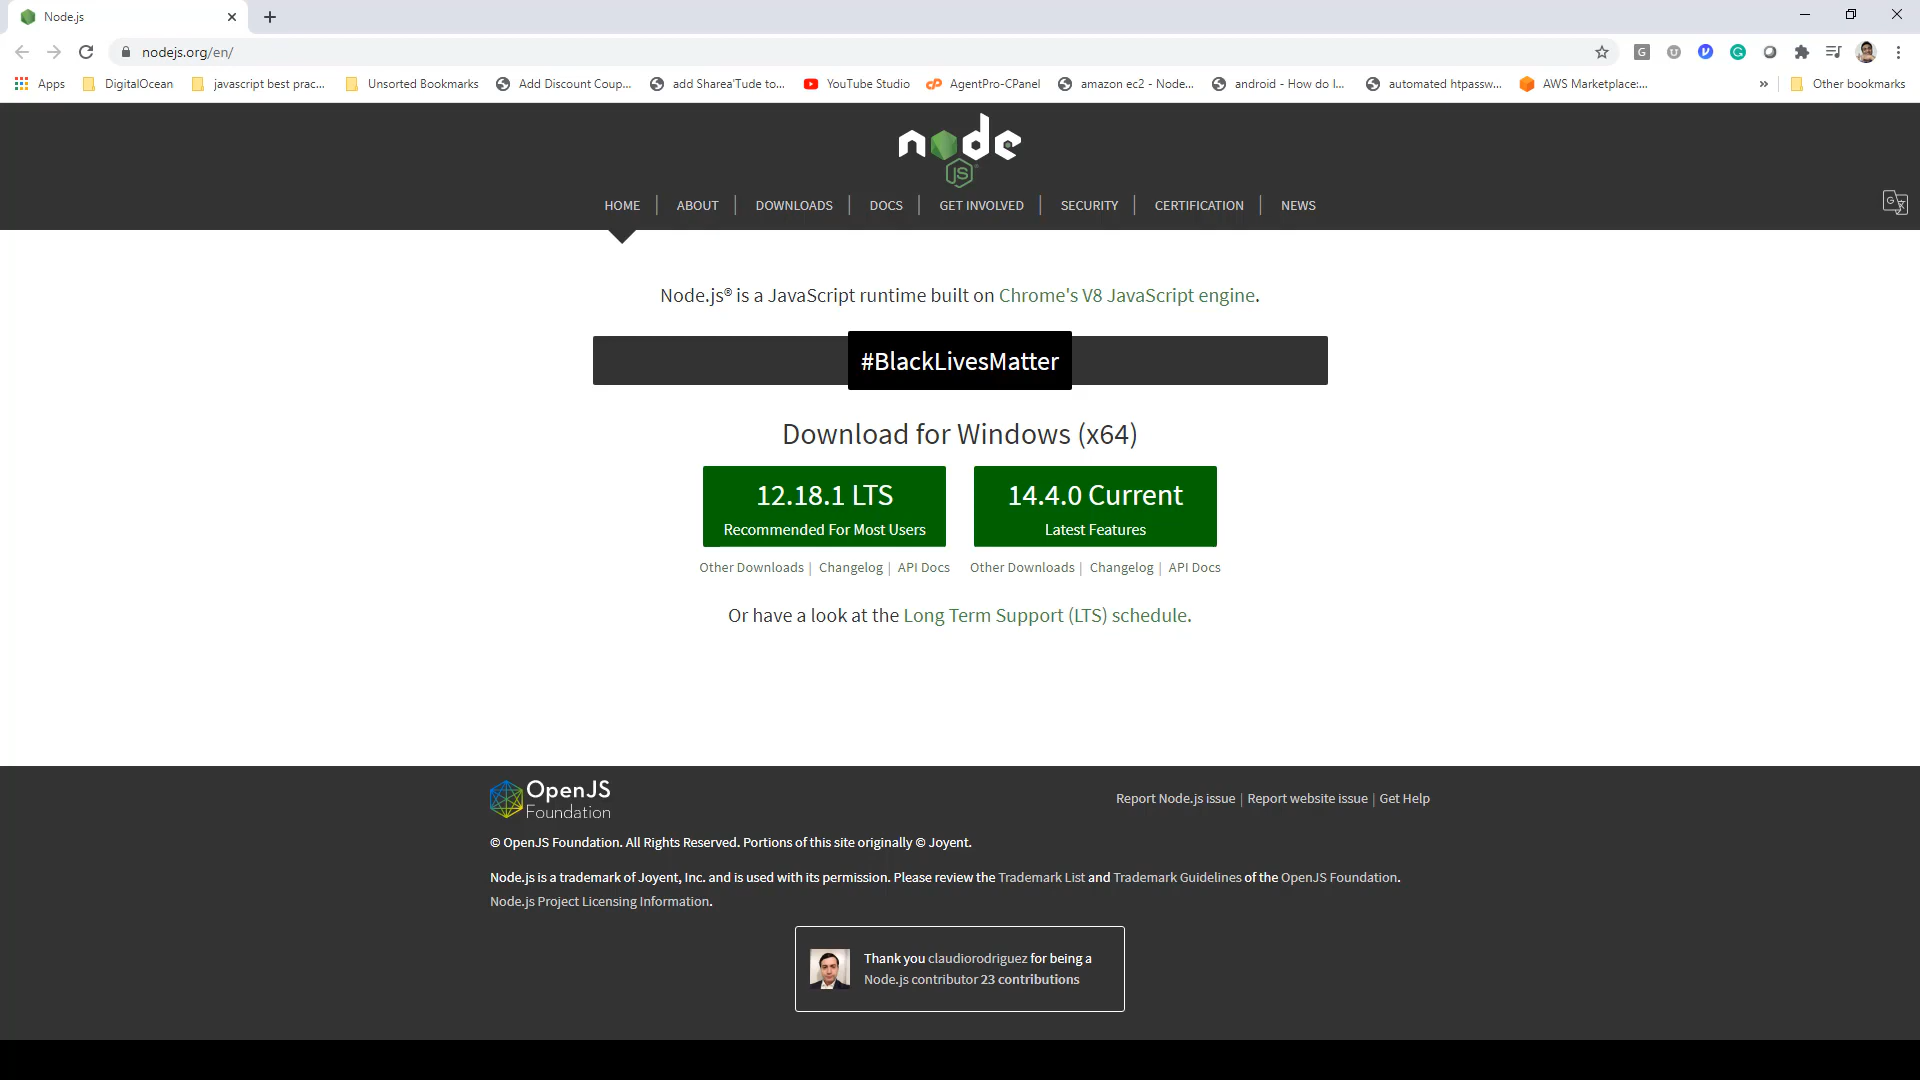 Node.js
nodejs.org/en/
Apps DigitalOcean javascript best prac... Unsorted Bookmarks Add Discount Coup... add Sharea'Tude to... YouTube Studio AgentPro-CPanel amazon ec2 - Node... android - How do I... automated htpassw... AWS Marketplace:... » Other bookmarks
node
JS
HOME | ABOUT | DOWNLOADS | DOCS | GET INVOLVED | SECURITY | CERTIFICATION | NEWS
Node.js® is a JavaScript runtime built on Chrome's V8 JavaScript engine.
#BlackLivesMatter
Download for Windows (x64)
12.18.1 LTS 14.4.0 Current
Recommended For Most Users Latest Features
Other Downloads | Changelog | API Docs Other Downloads | Changelog | API Docs
Or have a look at the Long Term Support (LTS) schedule.
OpenJS
Foundation
Report Node.js issue | Report website issue | Get Help
© OpenJS Foundation. All Rights Reserved. Portions of this site originally © Joyent.
Node.js is a trademark of Joyent, Inc. and is used with its permission. Please review the Trademark List and Trademark Guidelines of the OpenJS Foundation.
Node.js Project Licensing Information.
Thank you claudiorodriguez for being a
Node.js contributor 23 contributions